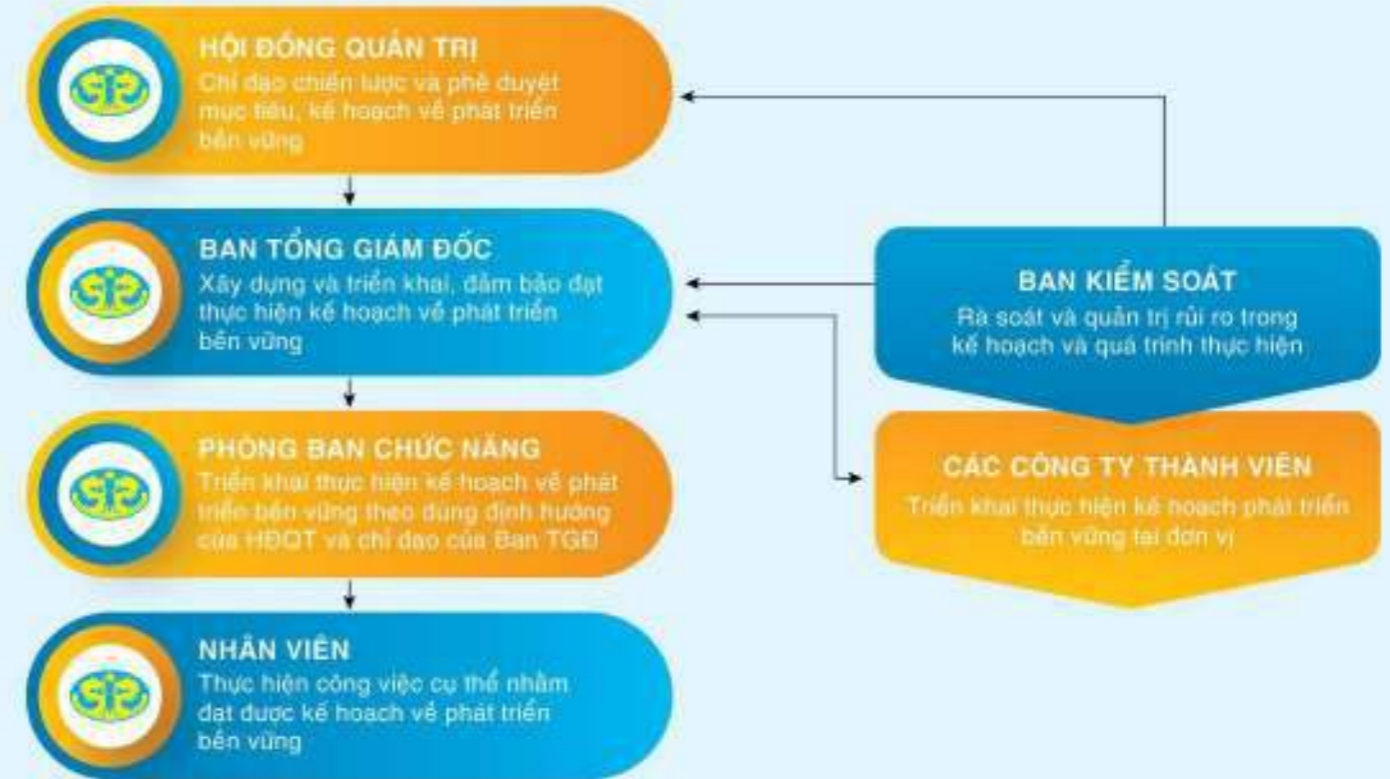 HỘI ĐỒNG QUẢN TRỊ
Chỉ đạo chiến lược và phê duyệt
mục tiêu, kế hoạch về phát triển
bền vững
BAN TỔNG GIÁM ĐỐC
Xây dựng và triển khai, đảm bảo đạt
thực hiện kế hoạch về phát triển
bền vững
PHÒNG BAN CHỨC NĂNG
Triển khai thực hiện kế hoạch về phát
triển bền vững theo đúng định hướng
của HĐQT và chỉ đạo của Ban TGĐ
NHÂN VIÊN
Thực hiện công việc cụ thể nhằm
đạt được kế hoạch về phát triển
bền vững
BAN KIỂM SOÁT
Rà soát và quản trị rủi ro trong
kế hoạch và quá trình thực hiện
CÁC CÔNG TY THÀNH VIÊN
Triển khai thực hiện kế hoạch phát triển
bền vững tại đơn vị